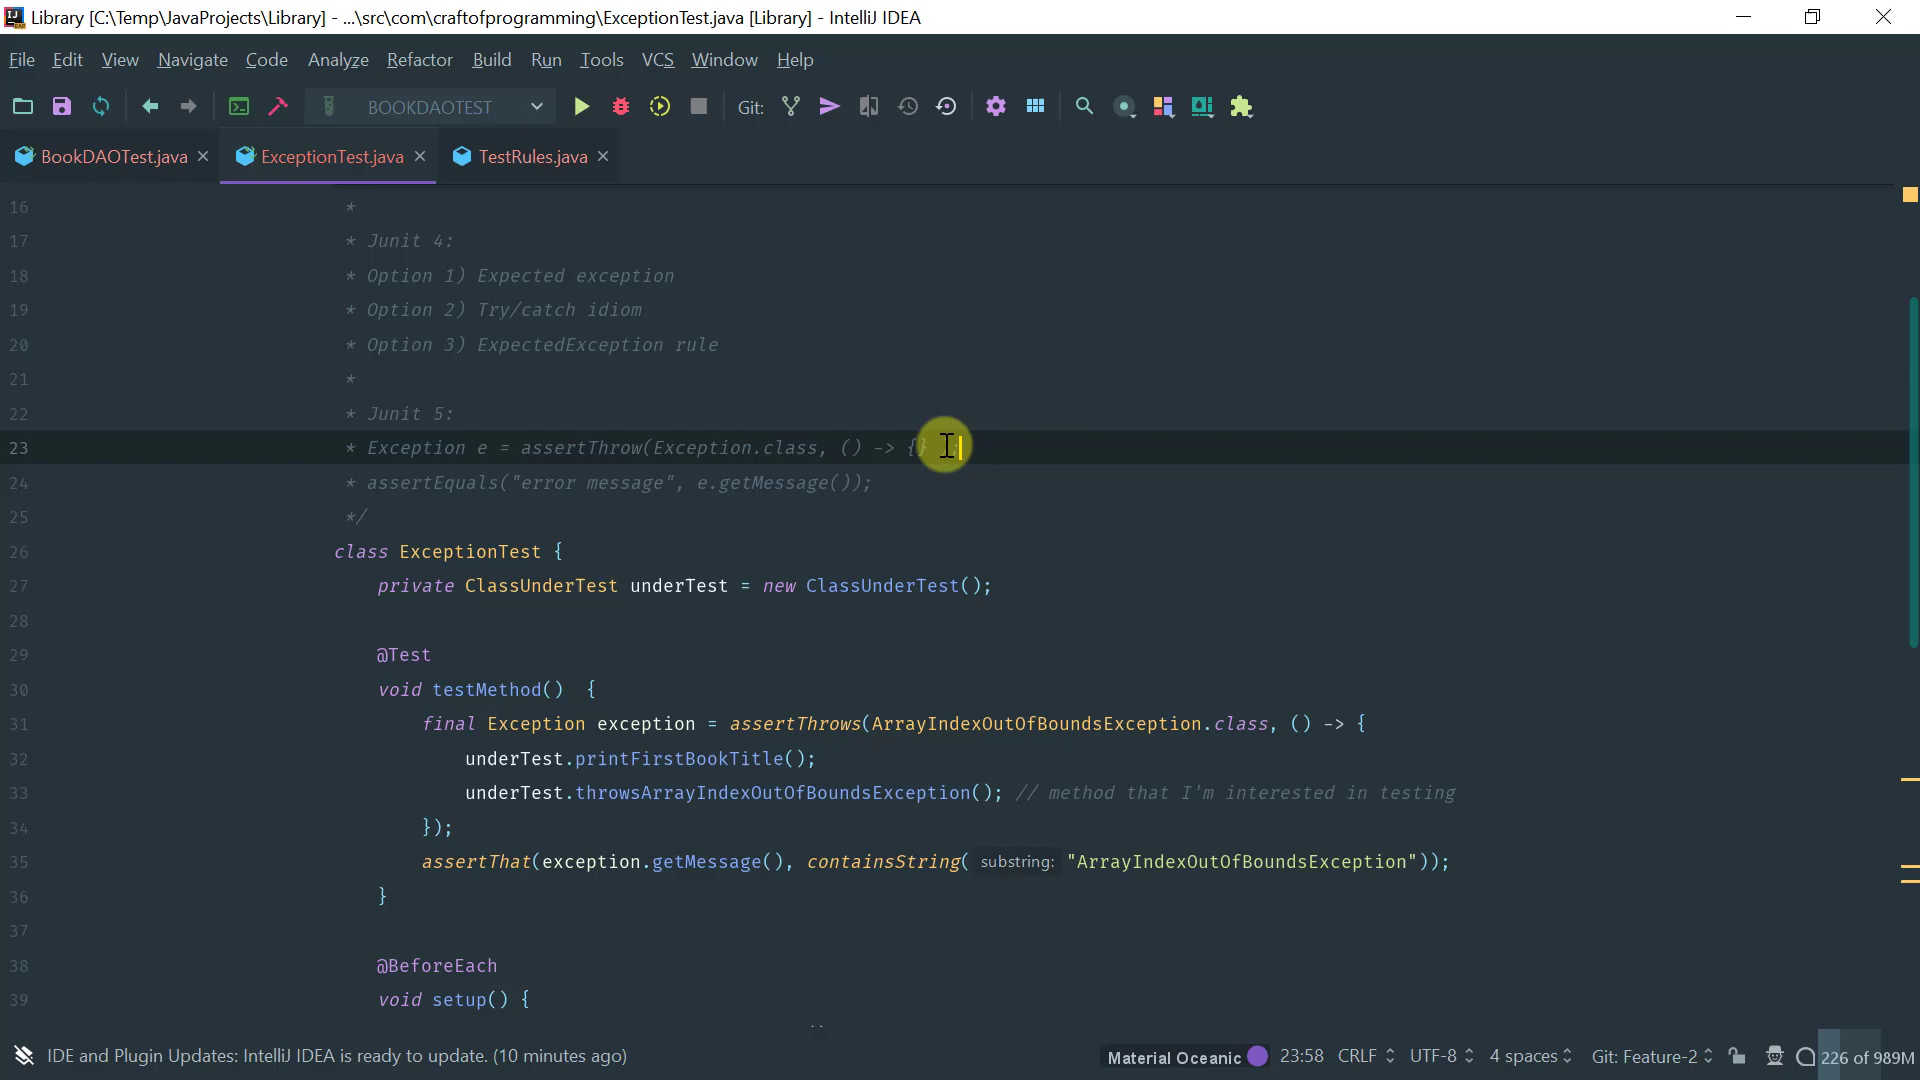 Library [C:\Temp\JavaProjects\Library] - ...\src\com\craftofprogramming\ExceptionTest.java [Library] - IntelliJ IDEA
File Edit View Navigate Code Analyze Refactor Build Run Tools VCS Window Help
BOOKDAOTEST Git:
BookDAOTest.java ExceptionTest.java TestRules.java
16 *
17 * Junit 4:
18 * Option 1) Expected exception
19 * Option 2) Try/catch idiom
20 * Option 3) ExpectedException rule
21 *
22 * Junit 5:
23 * Exception e = assertThrow(Exception.class, () -> {}
24 * assertEquals("error message", e.getMessage());
25 */
26 class ExceptionTest {
27 private ClassUnderTest underTest = new ClassUnderTest();
28
29 @Test
30 void testMethod() {
31 final Exception exception = assertThrows(ArrayIndexOutOfBoundsException.class, () -> {
32 underTest.printFirstBookTitle();
33 underTest.throwsArrayIndexOutOfBoundsException(); // method that I'm interested in testing
34 });
35 assertThat(exception.getMessage(), containsString( substring: "ArrayIndexOutOfBoundsException"));
36 }
37
38 @BeforeEach
39 void setup() {
IDE and Plugin Updates: IntelliJ IDEA is ready to update. (10 minutes ago) Material Oceanic 23:58 CRLF UTF-8 4 spaces Git: Feature-2 226 of 989M